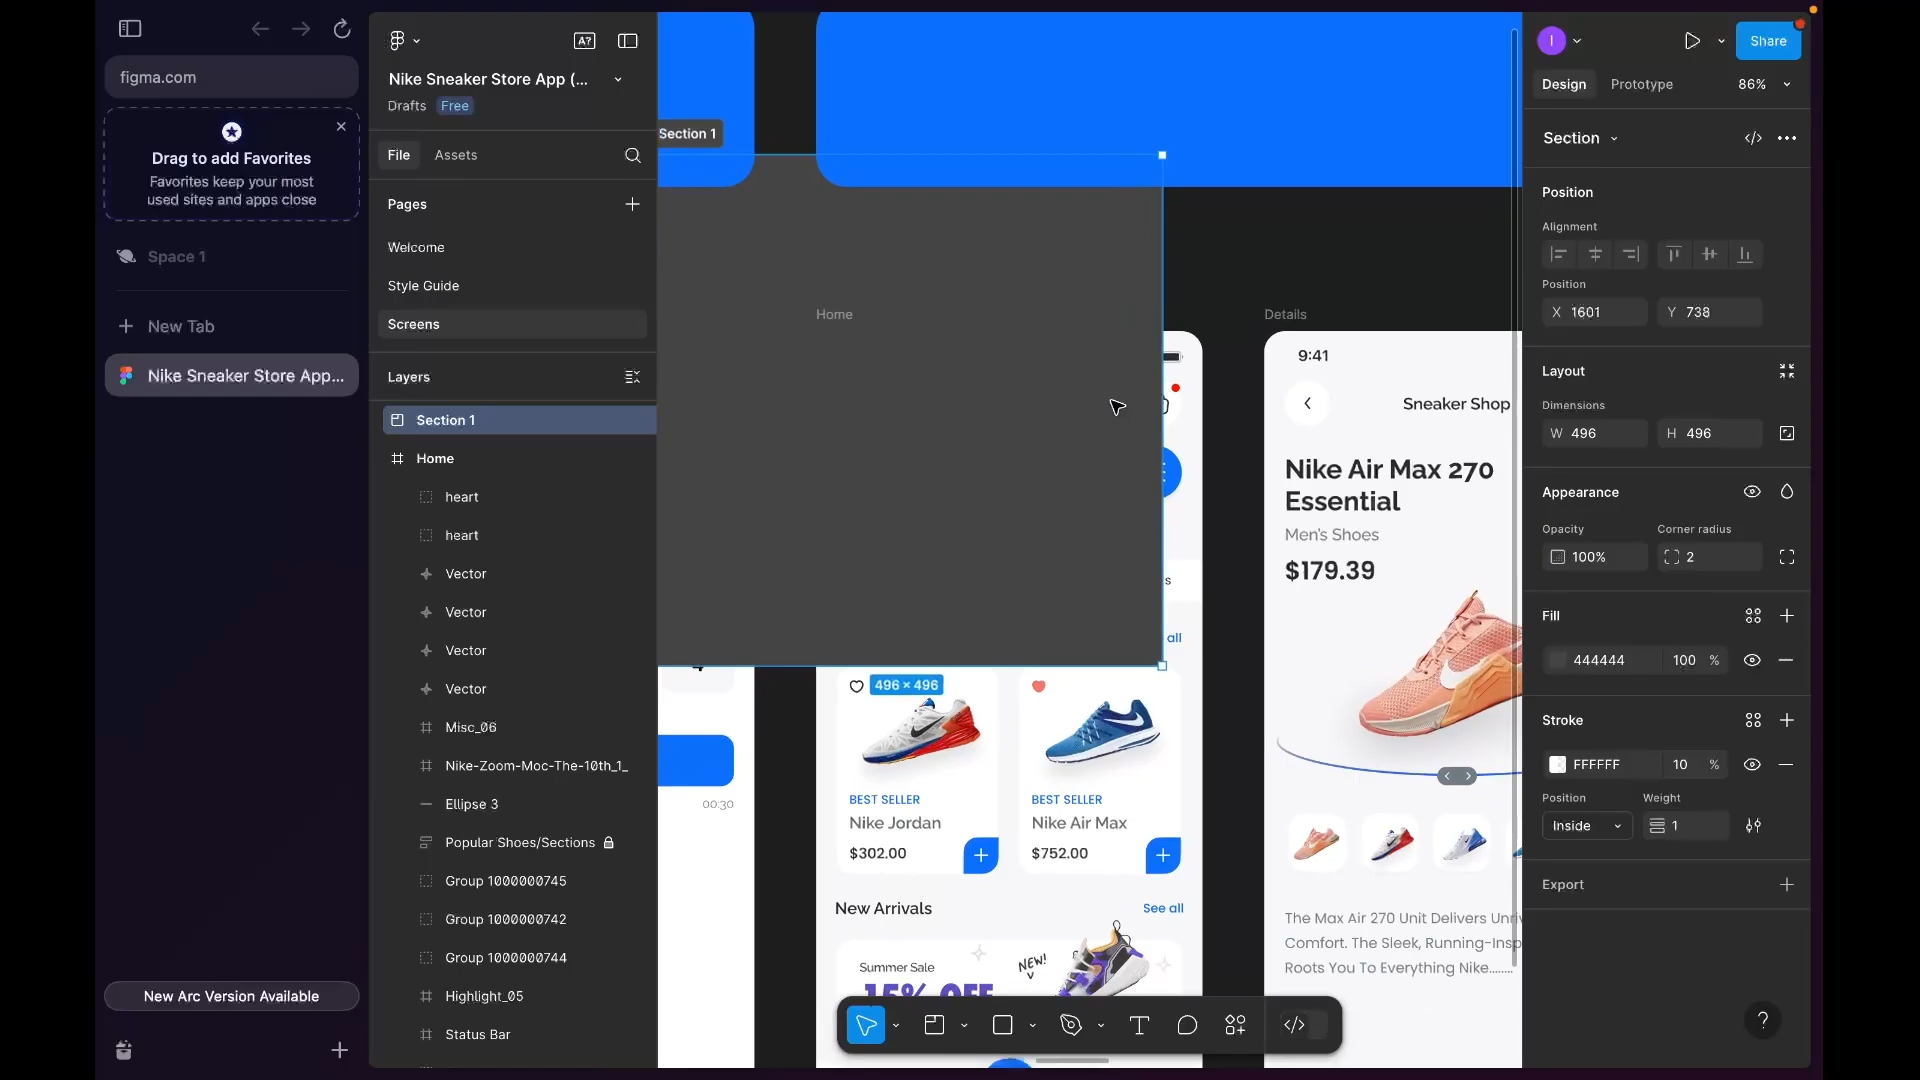 figma.com
Drag to add Favorites
Favorites keep your most
used sites and apps close
Space 1
New Tab
Nike Sneaker Store App...
New Arc Version Available
A?
Nike Sneaker Store App (...
Drafts
Free
File
Assets
Pages
Welcome
Style Guide
Screens
Layers
Section 1
Home
heart
heart
Vector
Vector
Vector
Vector
Misc_06
Nike-Zoom-Moc-The-10th_1_
Ellipse 3
Popular Shoes/Sections
Group 1000000745
Group 1000000742
Group 1000000744
Highlight_05
Status Bar
Section 1
Home
496 × 496
all
00:30
BEST SELLER
Nike Jordan
$302.00
BEST SELLER
Nike Air Max
$752.00
New Arrivals
See all
Summer Sale
15% OFF
NEW!
Details
9:41
Sneaker Shop
Nike Air Max 270
Essential
Men's Shoes
$179.39
The Max Air 270 Unit Delivers Unriv
Comfort. The Sleek, Running-Insp
Roots You To Everything Nike........
I
Share
Design
Prototype
86%
Section
Position
Alignment
Position
X 1601
Y 738
Layout
Dimensions
W 496
H 496
Appearance
Opacity
Corner radius
100%
2
Fill
444444
100 %
Stroke
FFFFFF
10 %
Position
Weight
Inside
1
Export
?